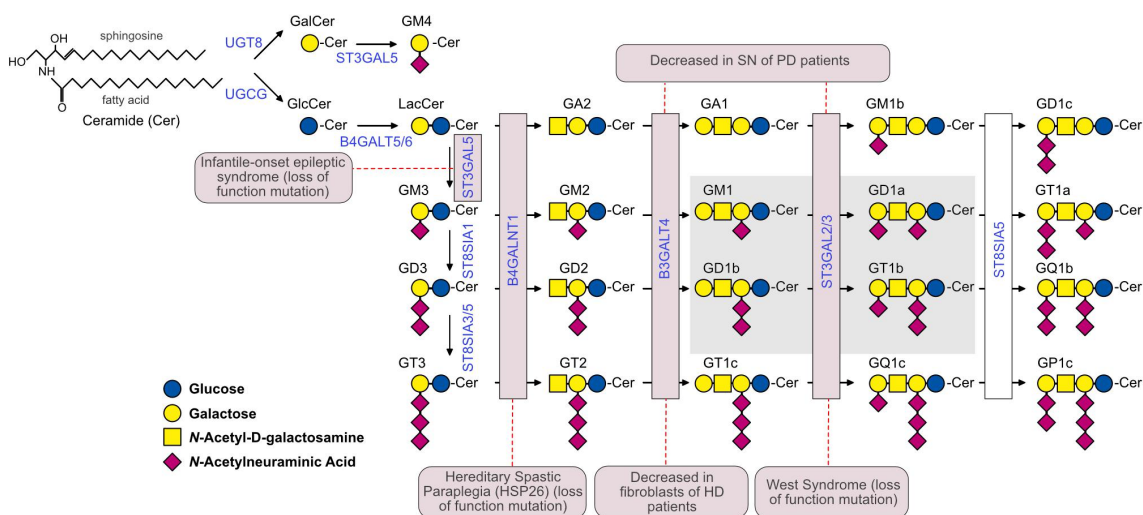 GalCer
GM4
sphingosine
OH
HO
NH
O
UGT8
-Cer
-Cer
ST3GAL5
fatty acid
Ceramide (Cer)
UGCG
Decreased in SN of PD patients
GlcCer
LacCer
GA2
GA1
GM1b
GD1c
-Cer
-Cer
-Cer
-Cer
-Cer
-Cer
B4GALT5/6
Infantile-onset epileptic
syndrome (loss of
function mutation)
ST3GAL5
GM3
GM2
GM1
GD1a
GT1a
-Cer
-Cer
-Cer
-Cer
-Cer
ST8SIA1
B4GALNT1
B3GALT4
ST3GAL2/3
ST8SIA5
GD3
GD2
GD1b
GT1b
GQ1b
-Cer
-Cer
-Cer
-Cer
-Cer
ST8SIA3/5
GT3
GT2
GT1c
GQ1c
GP1c
-Cer
-Cer
-Cer
-Cer
-Cer
Glucose
Galactose
N-Acetyl-D-galactosamine
N-Acetylneuraminic Acid
Hereditary Spastic
Paraplegia (HSP26) (loss
of function mutation)
Decreased in
fibroblasts of HD
patients
West Syndrome (loss
of function mutation)